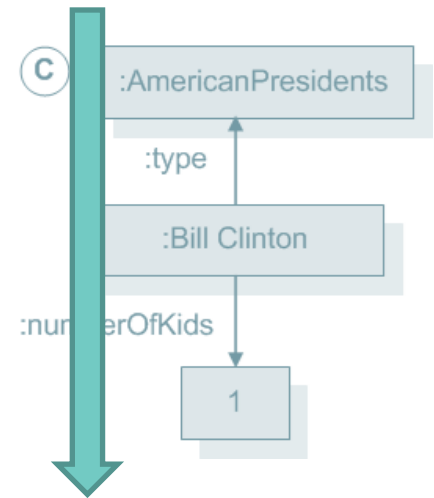 C
:AmericanPresidents
:type
:Bill Clinton
:num erOfKids
1